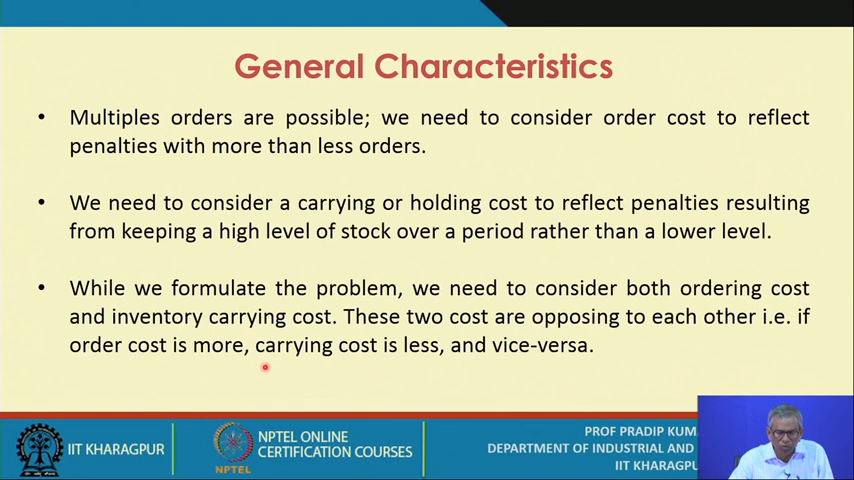 General Characteristics
• Multiples orders are possible; we need to consider order cost to reflect
penalties with more than less orders.
• We need to consider a carrying or holding cost to reflect penalties resulting
from keeping a high level of stock over a period rather than a lower level.
• While we formulate the problem, we need to consider both ordering cost
and inventory carrying cost. These two cost are opposing to each other i.e. if
order cost is more, carrying cost is less, and vice-versa.
IIT KHARAGPUR
NPTEL
NPTEL ONLINE
CERTIFICATION COURSES
PROF PRADIP KUM
DEPARTMENT OF INDUSTRIAL AND
IIT KHARAGPU